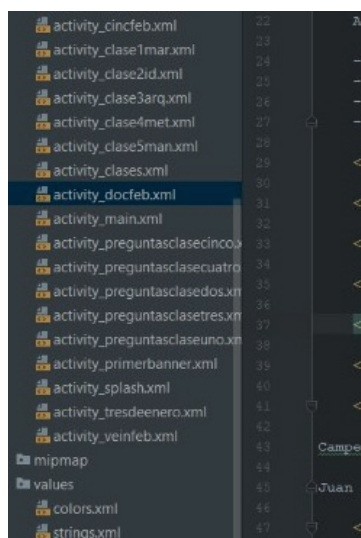 activity_cincfeb.xml
activity_clase1mar.xml
activity_clase2id.xml
activity_clase3arq.xml
activity_clase4met.xml
activity_clase5man.xml
activity_clases.xml
activity_docfeb.xml
activity_main.xml
activity_preguntasclasecinco.x
activity_preguntasclasecuatro
activity_preguntasclasedos.xm
activity_preguntasclasetres.xm
activity_preguntasclaseuno.xm
activity_primerbanner.xml
activity_splash.xml
activity_tresdeenero.xml
activity_veinfeb.xml
mipmap
values
colors.xml
strings.xml
22 A
23
24 -
25 -
26 -
27 -
28
29 <
30
31 <
32
33 <
34
35 <
36
37 <
38
39 <
40
41 <
42
43 Campe
44
45 Juan
46
47 <